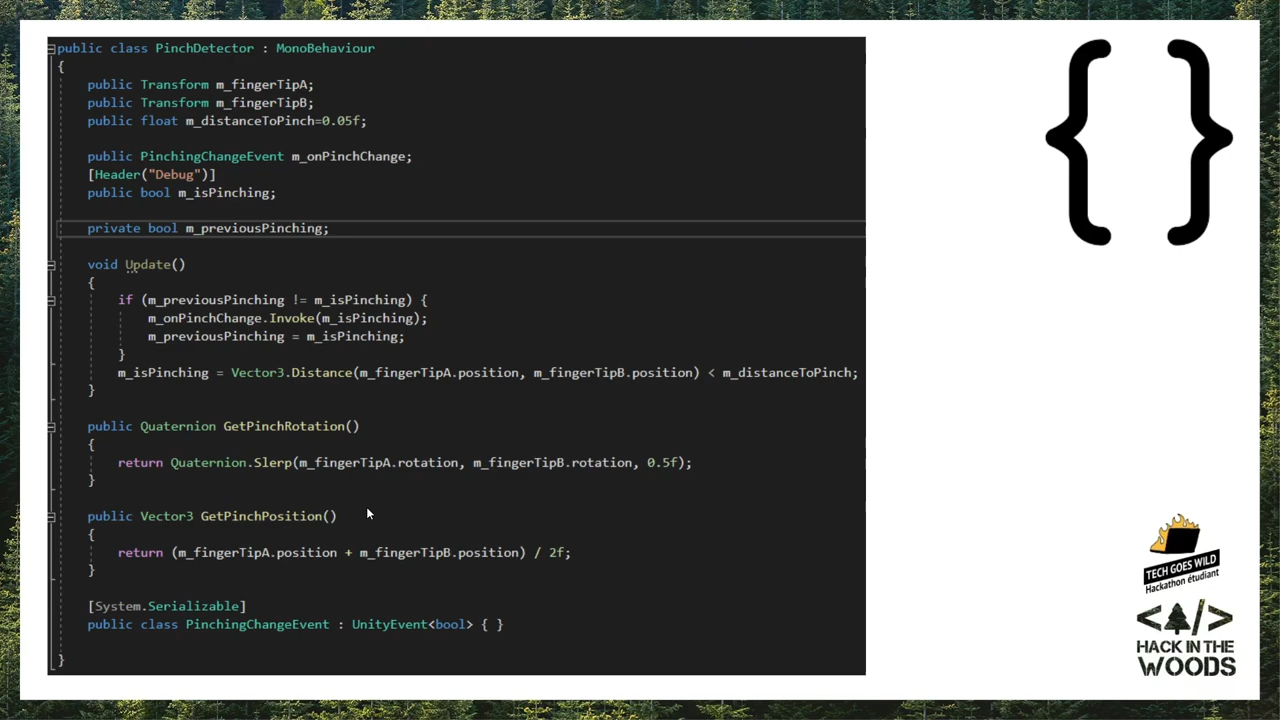 public class PinchDetector : MonoBehaviour
{
public Transform m_fingerTipA;
public Transform m_fingerTipB;
public float m_distanceToPinch=0.05f;
public PinchingChangeEvent m_onPinchChange;
[Header("Debug")]
public bool m_isPinching;
private bool m_previousPinching;
void Update()
{
if (m_previousPinching != m_isPinching) {
m_onPinchChange.Invoke(m_isPinching);
m_previousPinching = m_isPinching;
}
m_isPinching = Vector3.Distance(m_fingerTipA.position, m_fingerTipB.position) < m_distanceToPinch;
}
public Quaternion GetPinchRotation()
{
return Quaternion.Slerp(m_fingerTipA.rotation, m_fingerTipB.rotation, 0.5f);
}
public Vector3 GetPinchPosition()
{
return (m_fingerTipA.position + m_fingerTipB.position) / 2f;
}
[System.Serializable]
public class PinchingChangeEvent : UnityEvent<bool> { }
}
{ }
TECH GOES WILD
Hackathon étudiant
HACK IN THE
WOODS